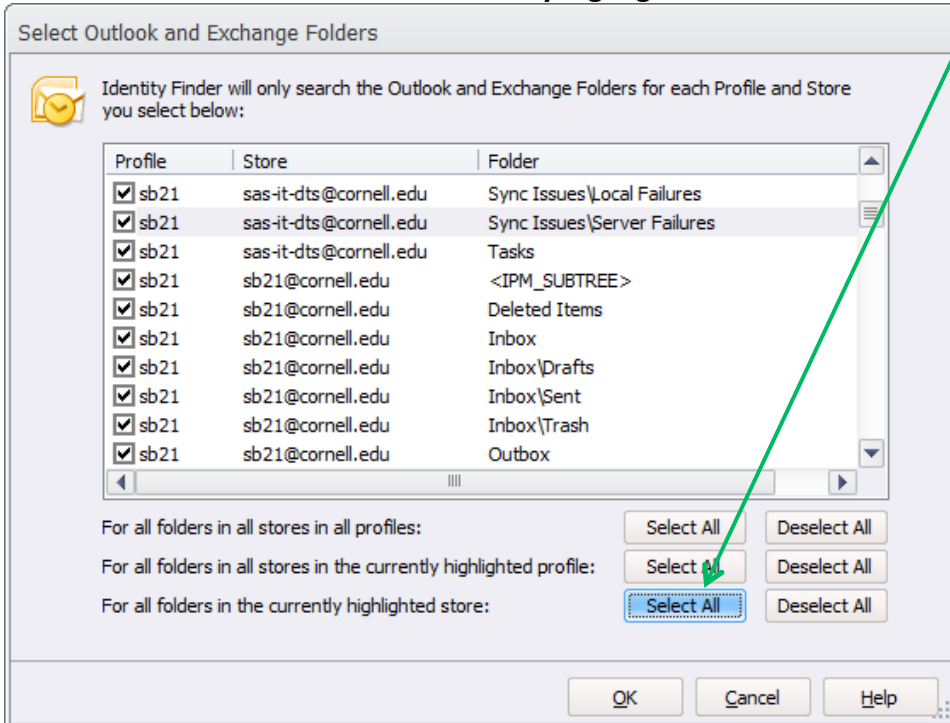 Select Outlook and Exchange Folders
Identity Finder will only search the Outlook and Exchange Folders for each Profile and Store
you select below:
Profile Store Folder
sb21 sas-it-dts@cornell.edu Sync Issues\Local Failures
sb21 sas-it-dts@cornell.edu Sync Issues\Server Failures
sb21 sas-it-dts@cornell.edu Tasks
sb21 sb21@cornell.edu <IPM_SUBTREE>
sb21 sb21@cornell.edu Deleted Items
sb21 sb21@cornell.edu Inbox
sb21 sb21@cornell.edu Inbox\Drafts
sb21 sb21@cornell.edu Inbox\Sent
sb21 sb21@cornell.edu Inbox\Trash
sb21 sb21@cornell.edu Outbox
For all folders in all stores in all profiles: Select All Deselect All
For all folders in all stores in the currently highlighted profile: Select All Deselect All
For all folders in the currently highlighted store: Select All Deselect All
OK Cancel Help